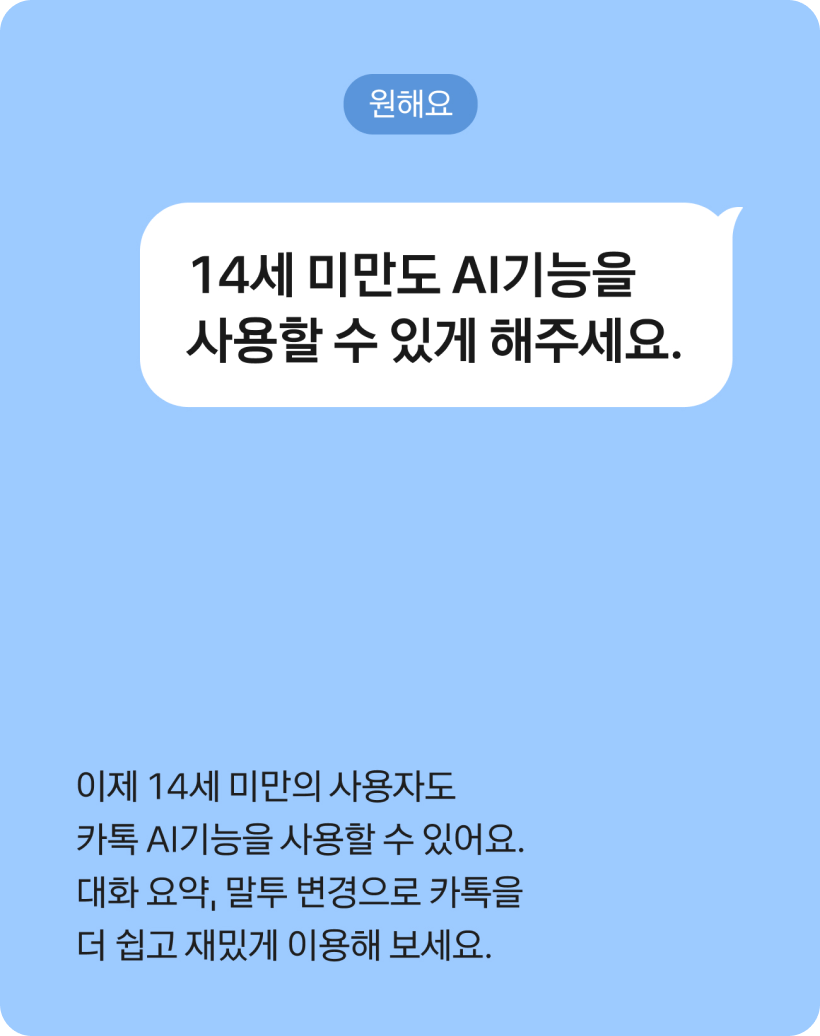 원해요
14세 미만도 AI기능을
사용할 수 있게 해주세요.
이제 14세 미만의 사용자도
카톡 AI기능을 사용할 수 있어요.
대화 요약, 말투 변경으로 카톡을
더 쉽고 재밌게 이용해 보세요.